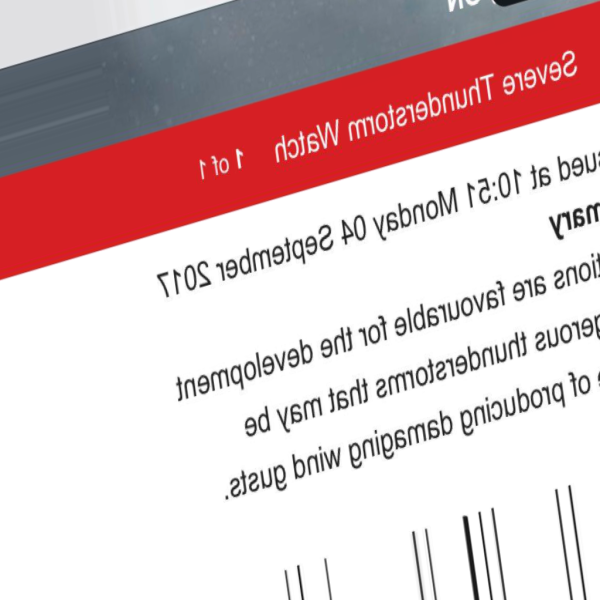 ON
Severe Thunderstorm Watch 1 of 1
sued at 10:51 Monday 04 September 2017
mary
tions are favourable for the development
gerous thunderstorms that may be
e of producing damaging wind gusts.